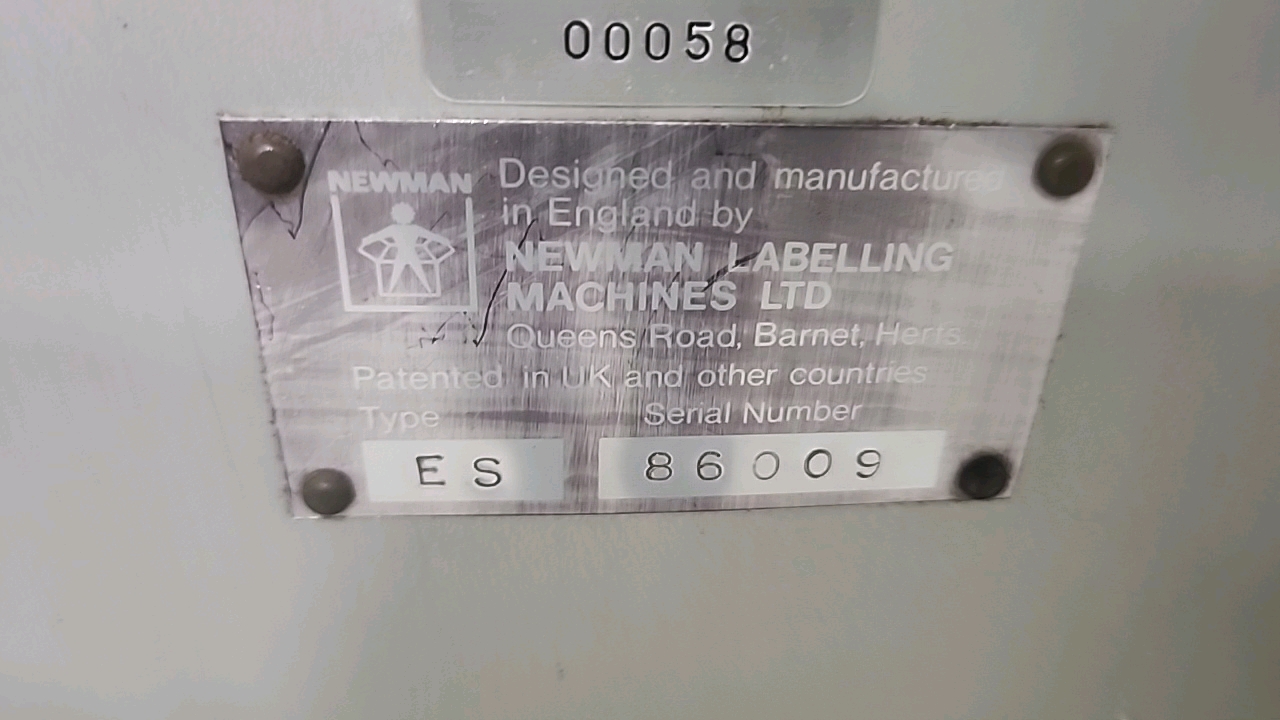 00058
NEWMAN
Designed and manufactured
in England by
NEWMAN LABELLING
MACHINES LTD
Queens Road, Barnet, Herts.
Patented in UK and other countries
Type Serial Number
ES 86009